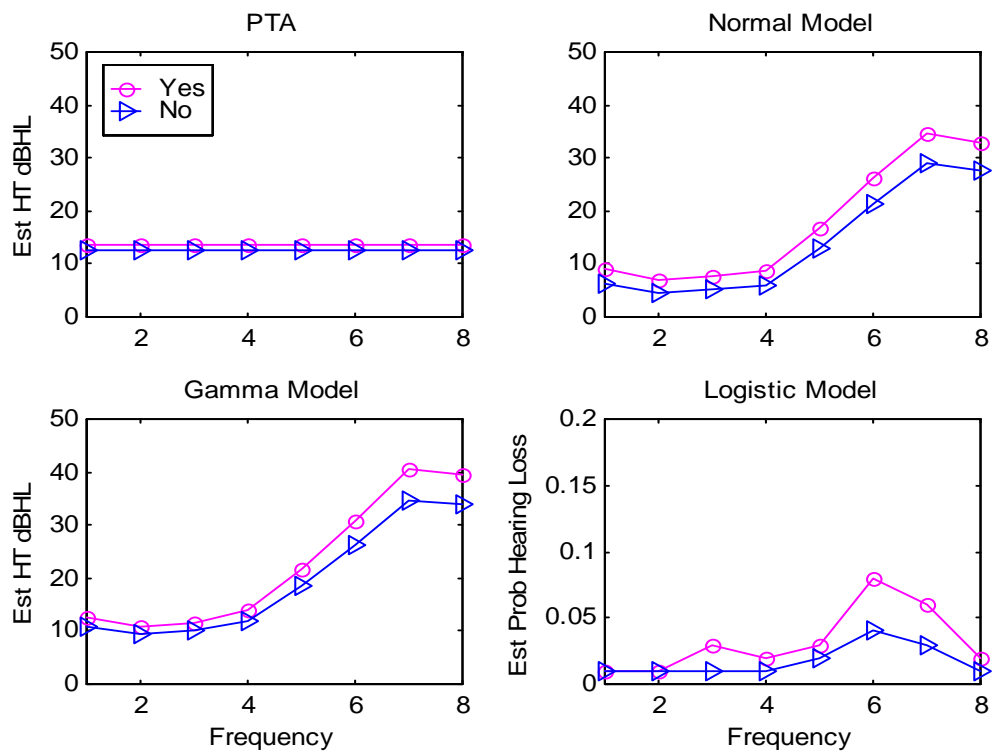 PTA
50
40
30
20
10
0
Est HT dBHL
Yes
No
2 4 6 8
Normal Model
50
40
30
20
10
0
2 4 6 8
Gamma Model
50
40
30
20
10
0
Est HT dBHL
2 4 6 8
Frequency
Logistic Model
0.2
0.15
0.1
0.05
0
Est Prob Hearing Loss
2 4 6 8
Frequency